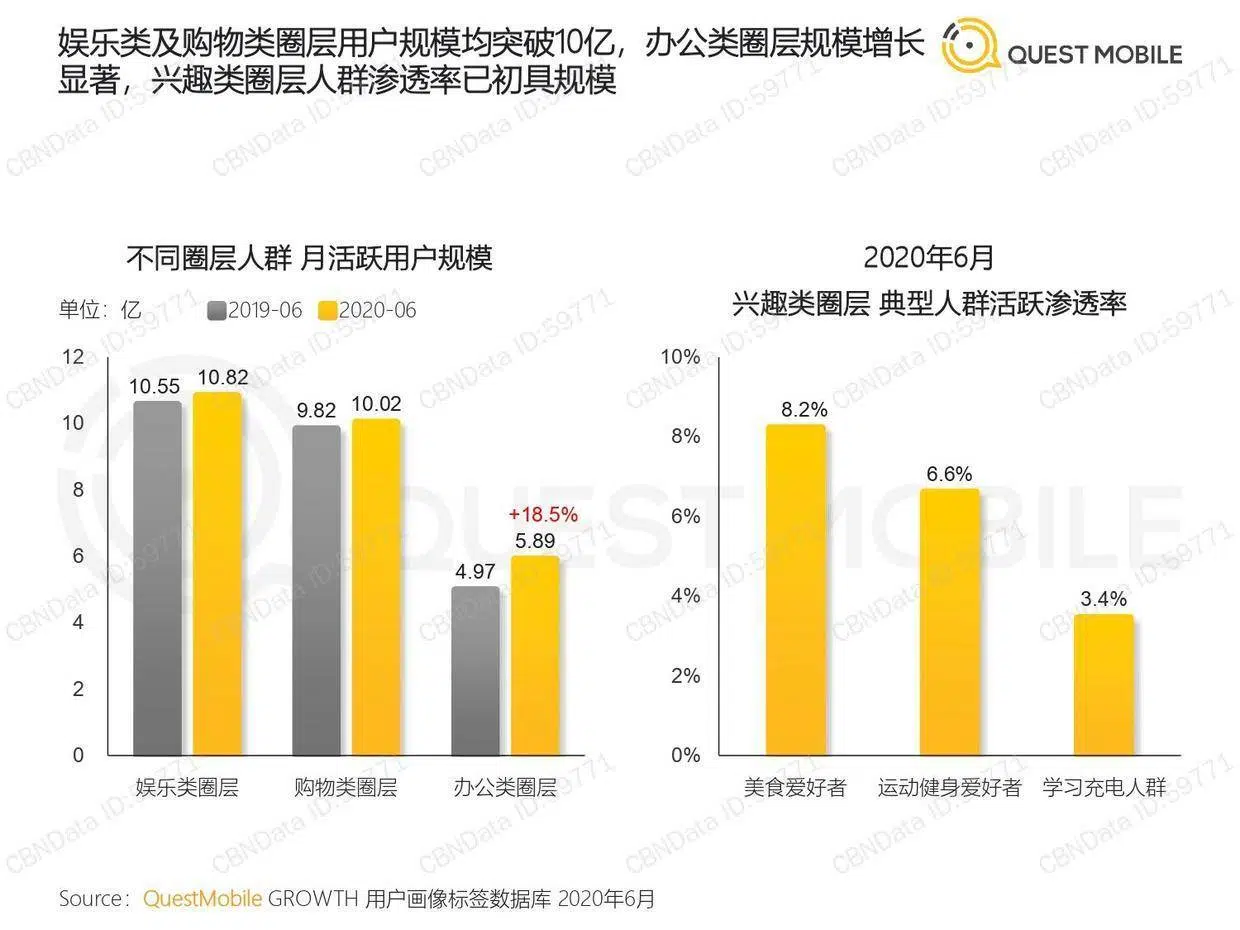 娱乐类及购物类圈层用户规模均突破10亿，办公类圈层规模增长
显著，兴趣类圈层人群渗透率已初具规模
QUEST MOBILE
不同圈层人群 月活跃用户规模
单位：亿
2019-06
2020-06
12
10
8
6
4
2
0
10.55
10.82
9.82
10.02
4.97
+18.5%
5.89
娱乐类圈层
购物类圈层
办公类圈层
2020年6月
兴趣类圈层 典型人群活跃渗透率
10%
8%
6%
4%
2%
0%
8.2%
6.6%
3.4%
美食爱好者
运动健身爱好者
学习充电人群
QUEST MOBILE
Source：QuestMobile GROWTH 用户画像标签数据库 2020年6月
CBNData ID:59771